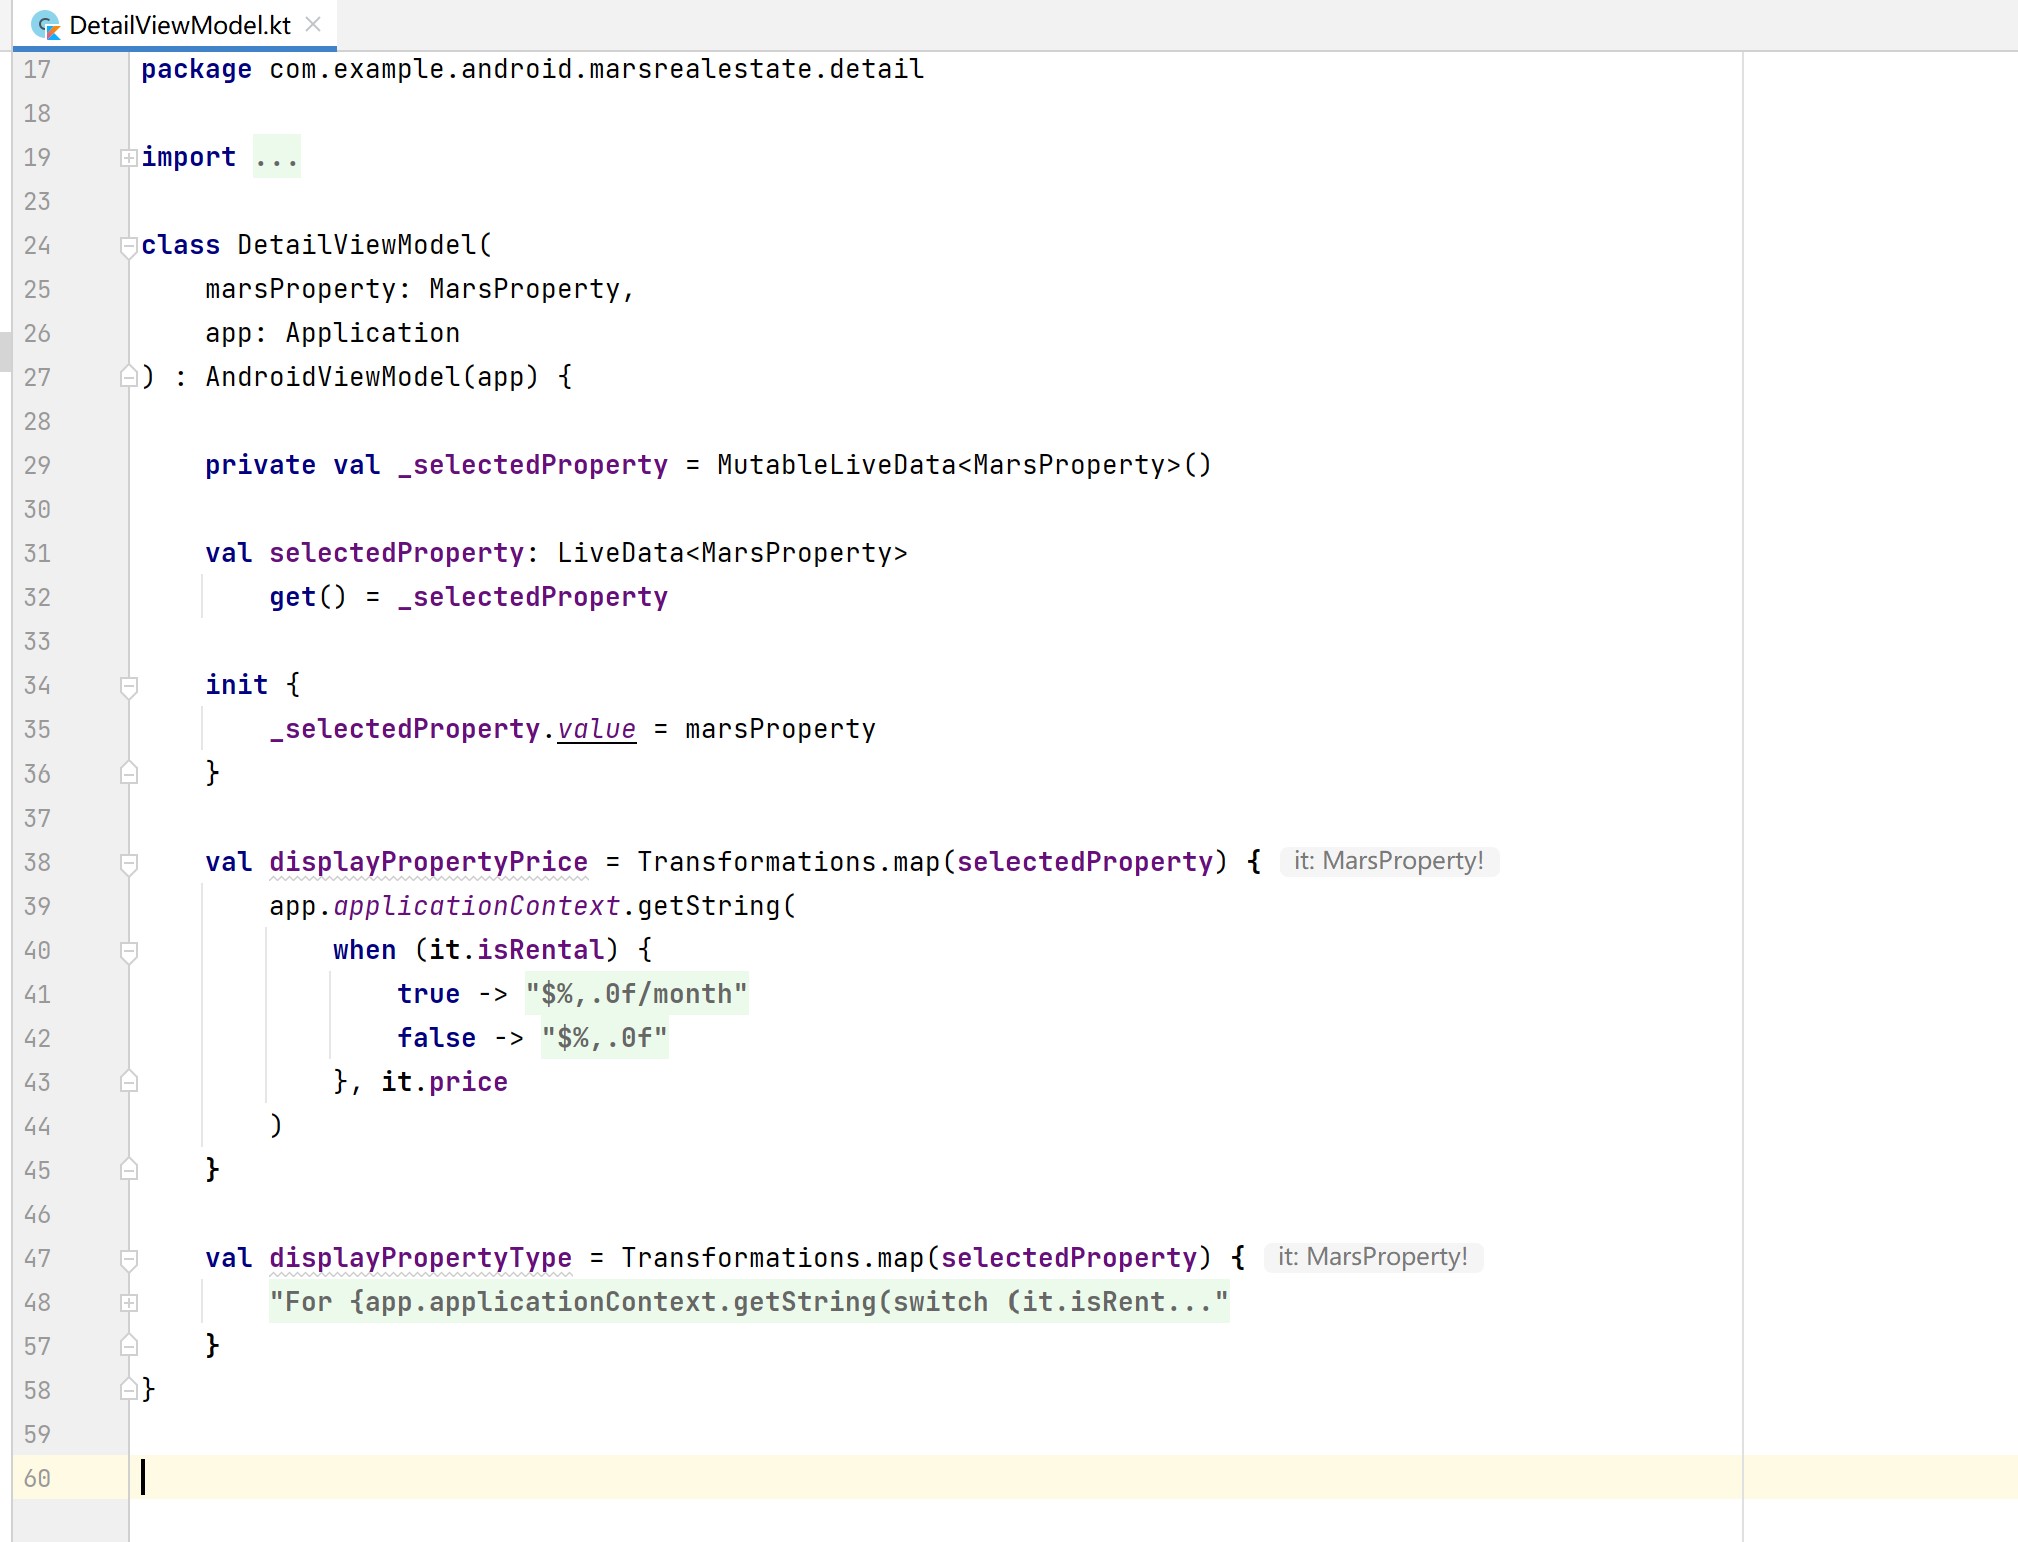 DetailViewModel.kt
17 package com.example.android.marsrealestate.detail
18
19 import ...
23
24 class DetailViewModel(
25     marsProperty: MarsProperty,
26     app: Application
27 ) : AndroidViewModel(app) {
28
29     private val _selectedProperty = MutableLiveData<MarsProperty>()
30
31     val selectedProperty: LiveData<MarsProperty>
32         get() = _selectedProperty
33
34     init {
35         _selectedProperty.value = marsProperty
36     }
37
38     val displayPropertyPrice = Transformations.map(selectedProperty) { it: MarsProperty!
39         app.applicationContext.getString(
40             when (it.isRental) {
41                 true -> "$%,.0f/month"
42                 false -> "$%,.0f"
43             }, it.price
44         )
45     }
46
47     val displayPropertyType = Transformations.map(selectedProperty) { it: MarsProperty!
48         "For {app.applicationContext.getString(switch (it.isRent..."
57     }
58 }
59
60